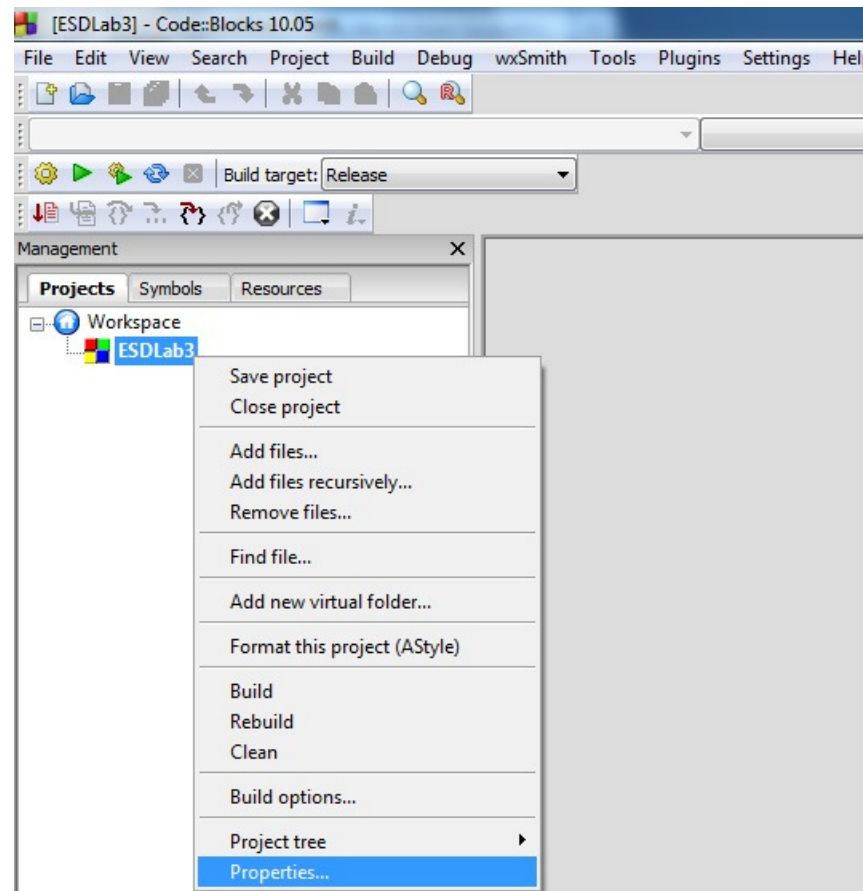 [ESDLab3] - Code::Blocks 10.05
File Edit View Search Project Build Debug wxSmith Tools Plugins Settings Hel
Build target: Release
Management
Projects Symbols Resources
Workspace
ESDLab3
Save project
Close project
Add files...
Add files recursively...
Remove files...
Find file...
Add new virtual folder...
Format this project (AStyle)
Build
Rebuild
Clean
Build options...
Project tree
Properties...